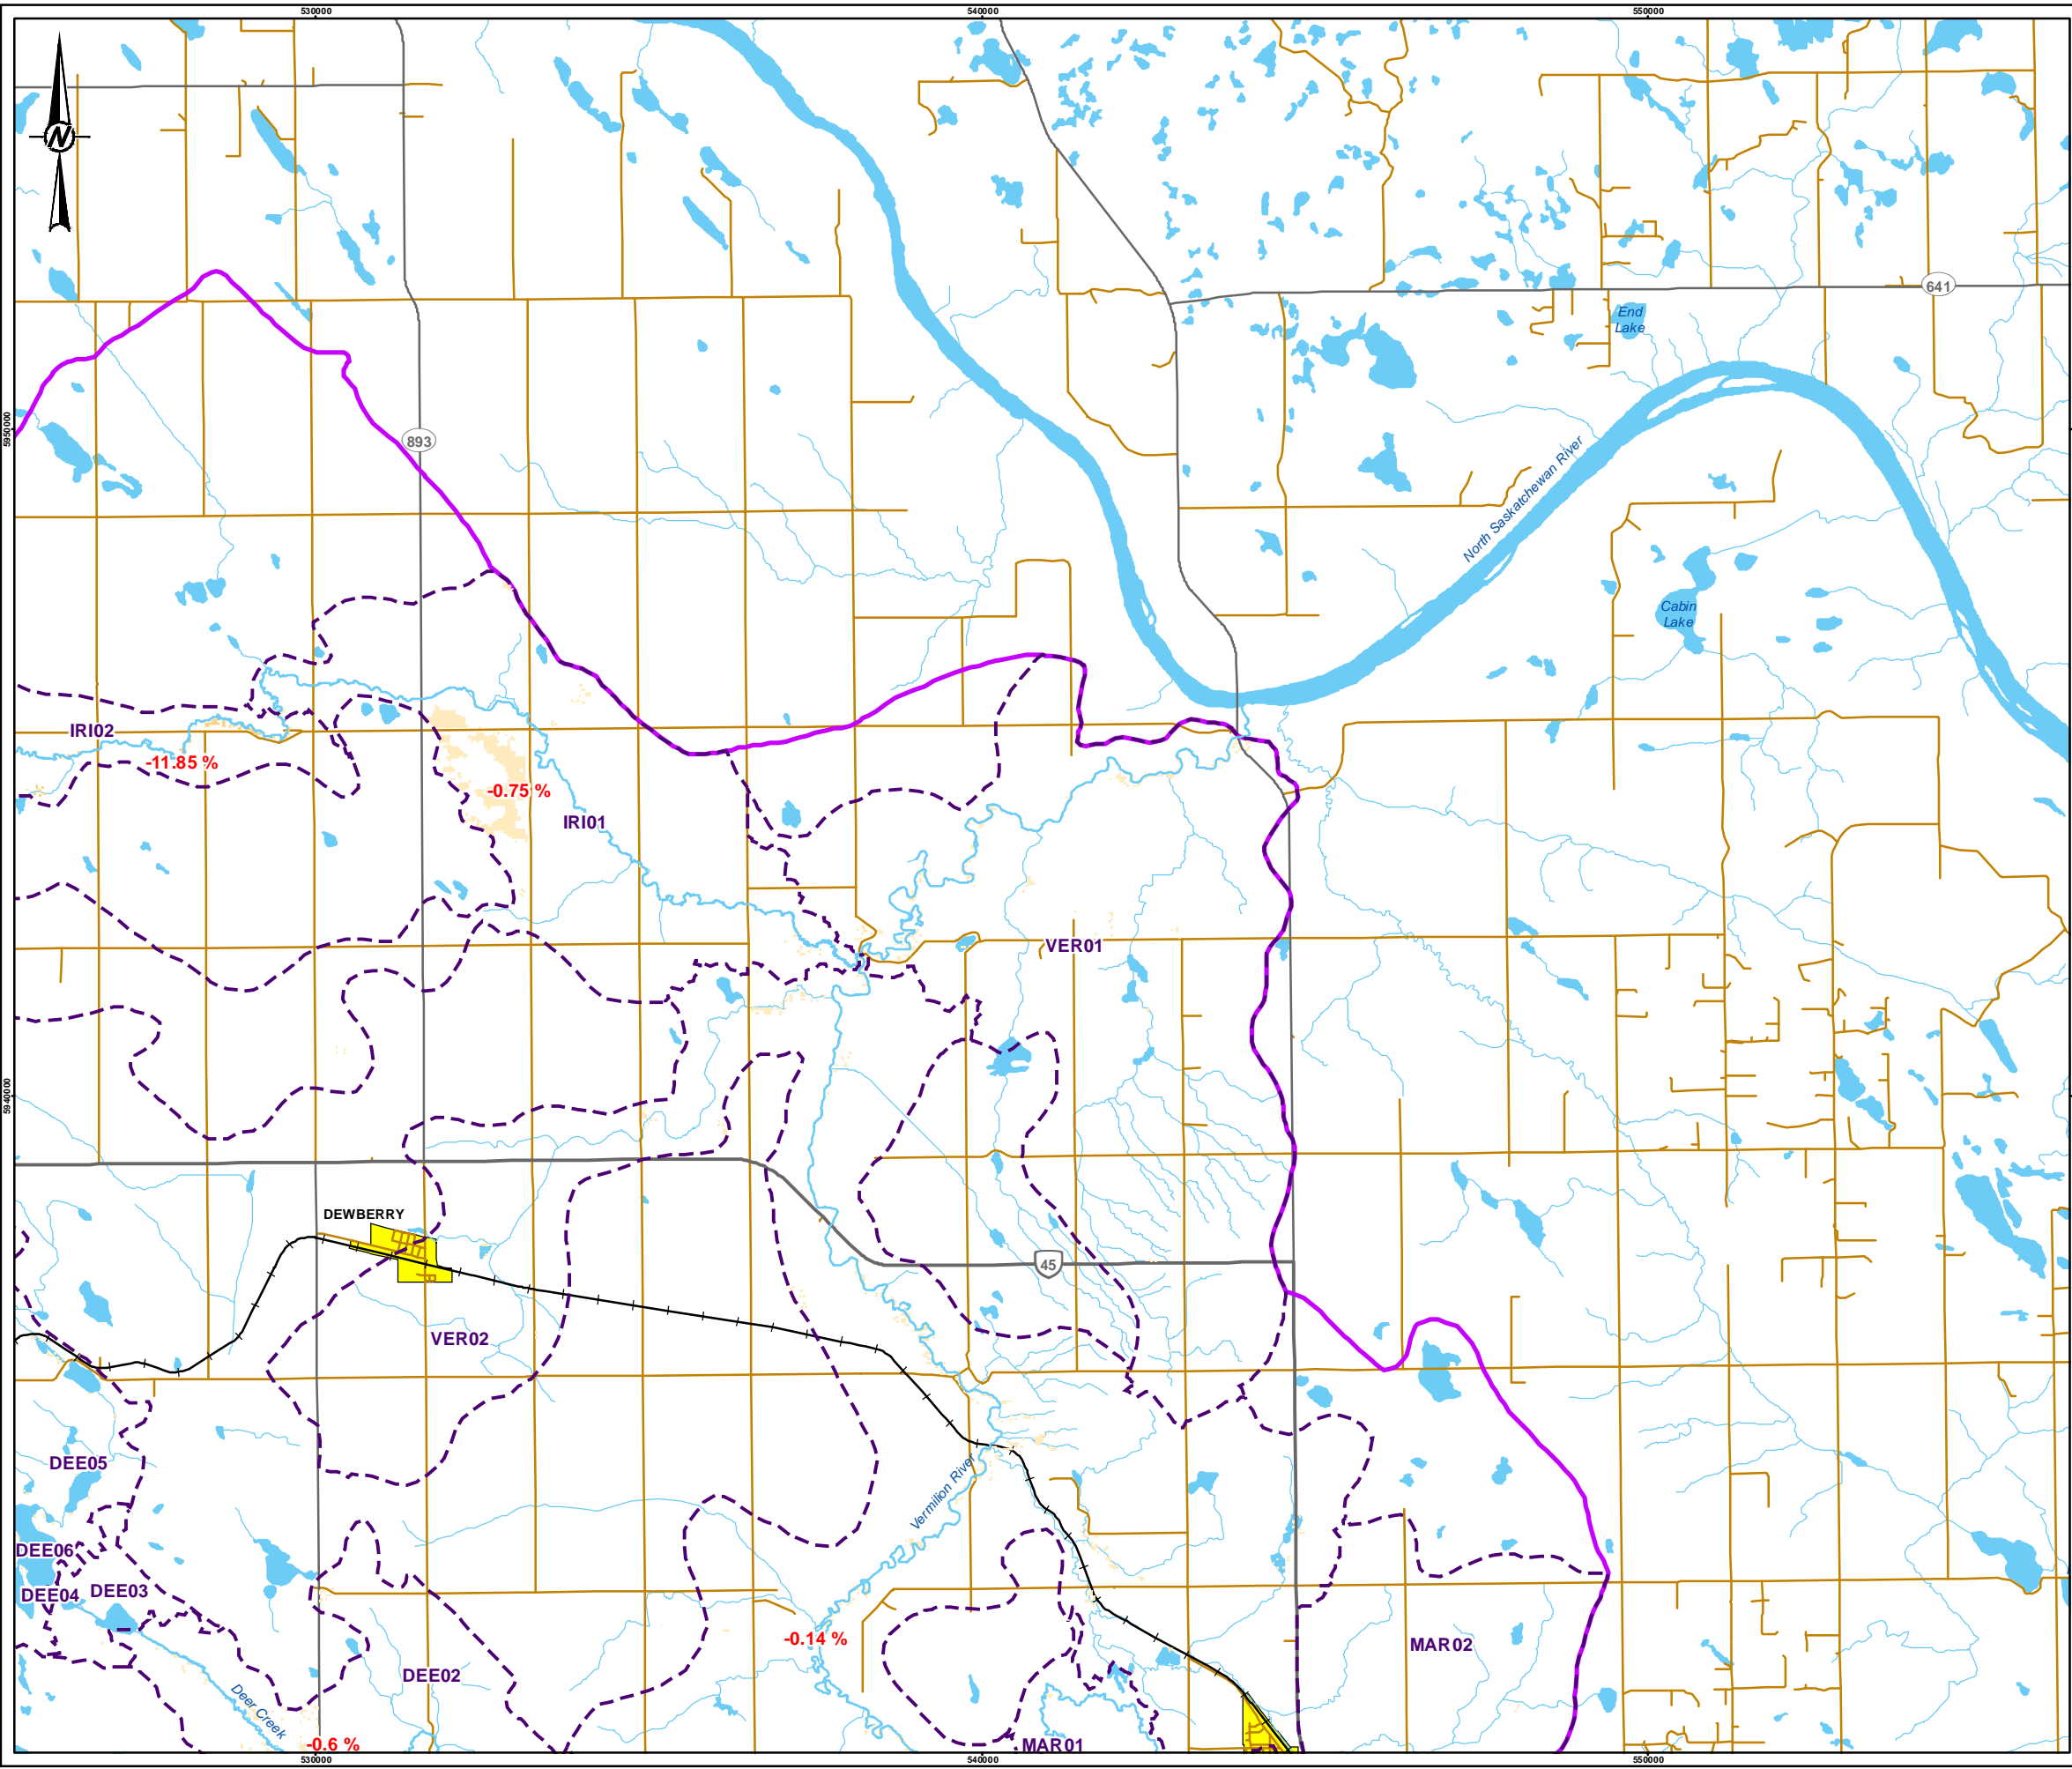 530000
540000
550000
N
641
End
Lake
5950000
893
North Saskatchewan River
Cabin
Lake
IRI02
-11.85 %
-0.75 %
IRI01
VER01
5940000
DEWBERRY
45
VER02
DEE05
Vermilion River
DEE06
DEE04
DEE03
-0.14 %
MAR02
DEE02
Deer Creek
-0.6 %
MAR01
530000
540000
550000